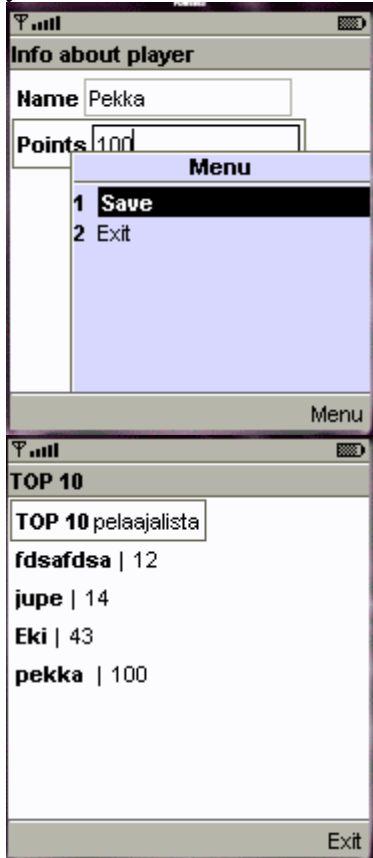 Info about player
Name Pekka
Points 100
Menu
1 Save
2 Exit
Menu
TOP 10
TOP 10 pelaajalista
fdsafdsa | 12
jupe | 14
Eki | 43
pekka | 100
Exit